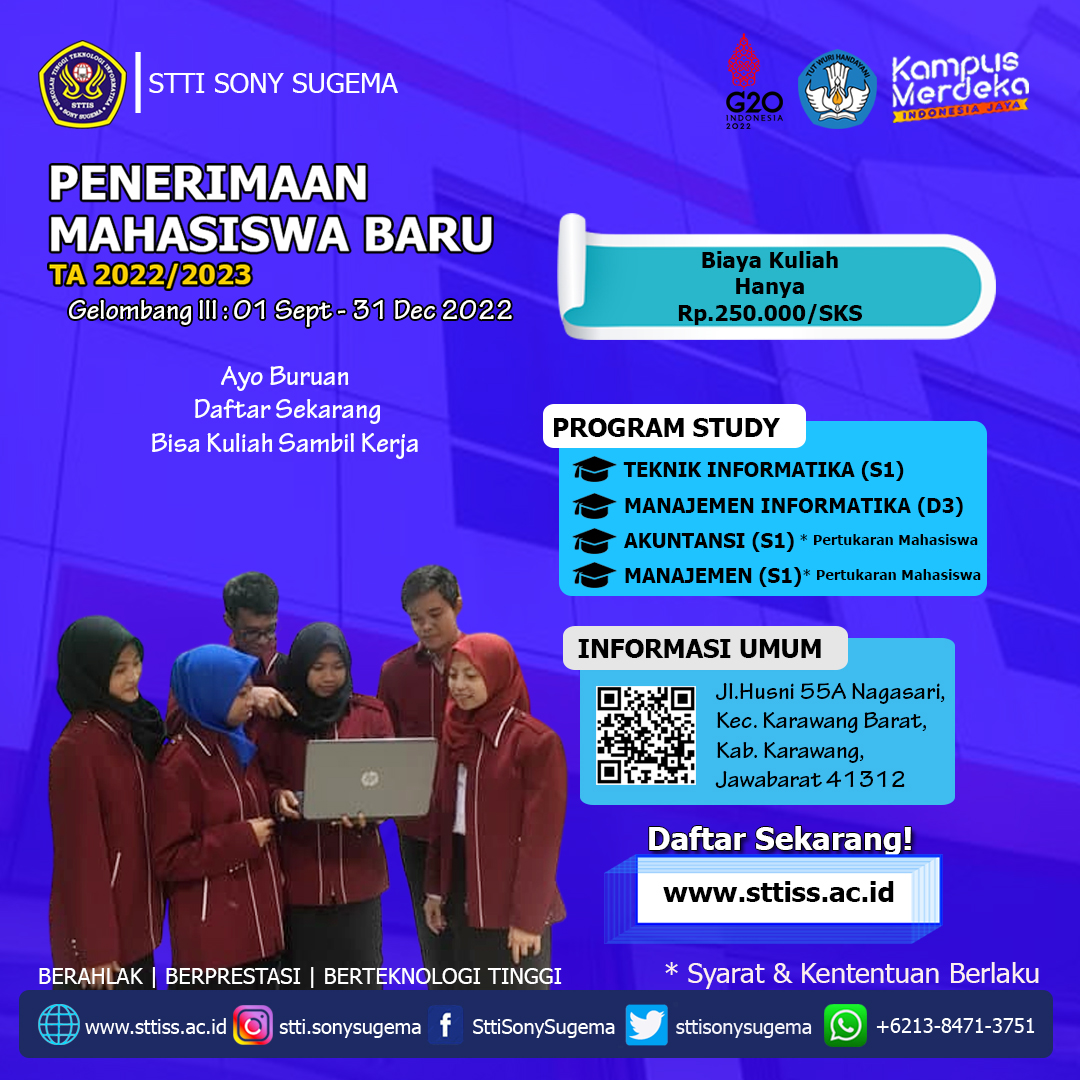 STTI SONY SUGEMA
SEKOLAH TINGGI TEKNOLOGI INFORMATIKA
STTIS
SONY SUGEMA
G20
INDONESIA
2022
TUT WURI HANDAYANI
Kampus
Merdeka
INDONESIA JAYA
PENERIMAAN
MAHASISWA BARU
TA 2022/2023
Gelombang III : 01 Sept - 31 Dec 2022
Ayo Buruan
Daftar Sekarang
Bisa Kuliah Sambil Kerja
Biaya Kuliah
Hanya
Rp.250.000/SKS
PROGRAM STUDY
TEKNIK INFORMATIKA (S1)
MANAJEMEN INFORMATIKA (D3)
AKUNTANSI (S1) * Pertukaran Mahasiswa
MANAJEMEN (S1)* Pertukaran Mahasiswa
INFORMASI UMUM
Jl.Husni 55A Nagasari,
Kec. Karawang Barat,
Kab. Karawang,
Jawabarat 41312
hp
Daftar Sekarang!
www.sttiss.ac.id
BERAHLAK | BERPRESTASI | BERTEKNOLOGI TINGGI
* Syarat & Kententuan Berlaku
www.sttiss.ac.id stti.sonysugema SttiSonySugema sttisonysugema +6213-8471-3751